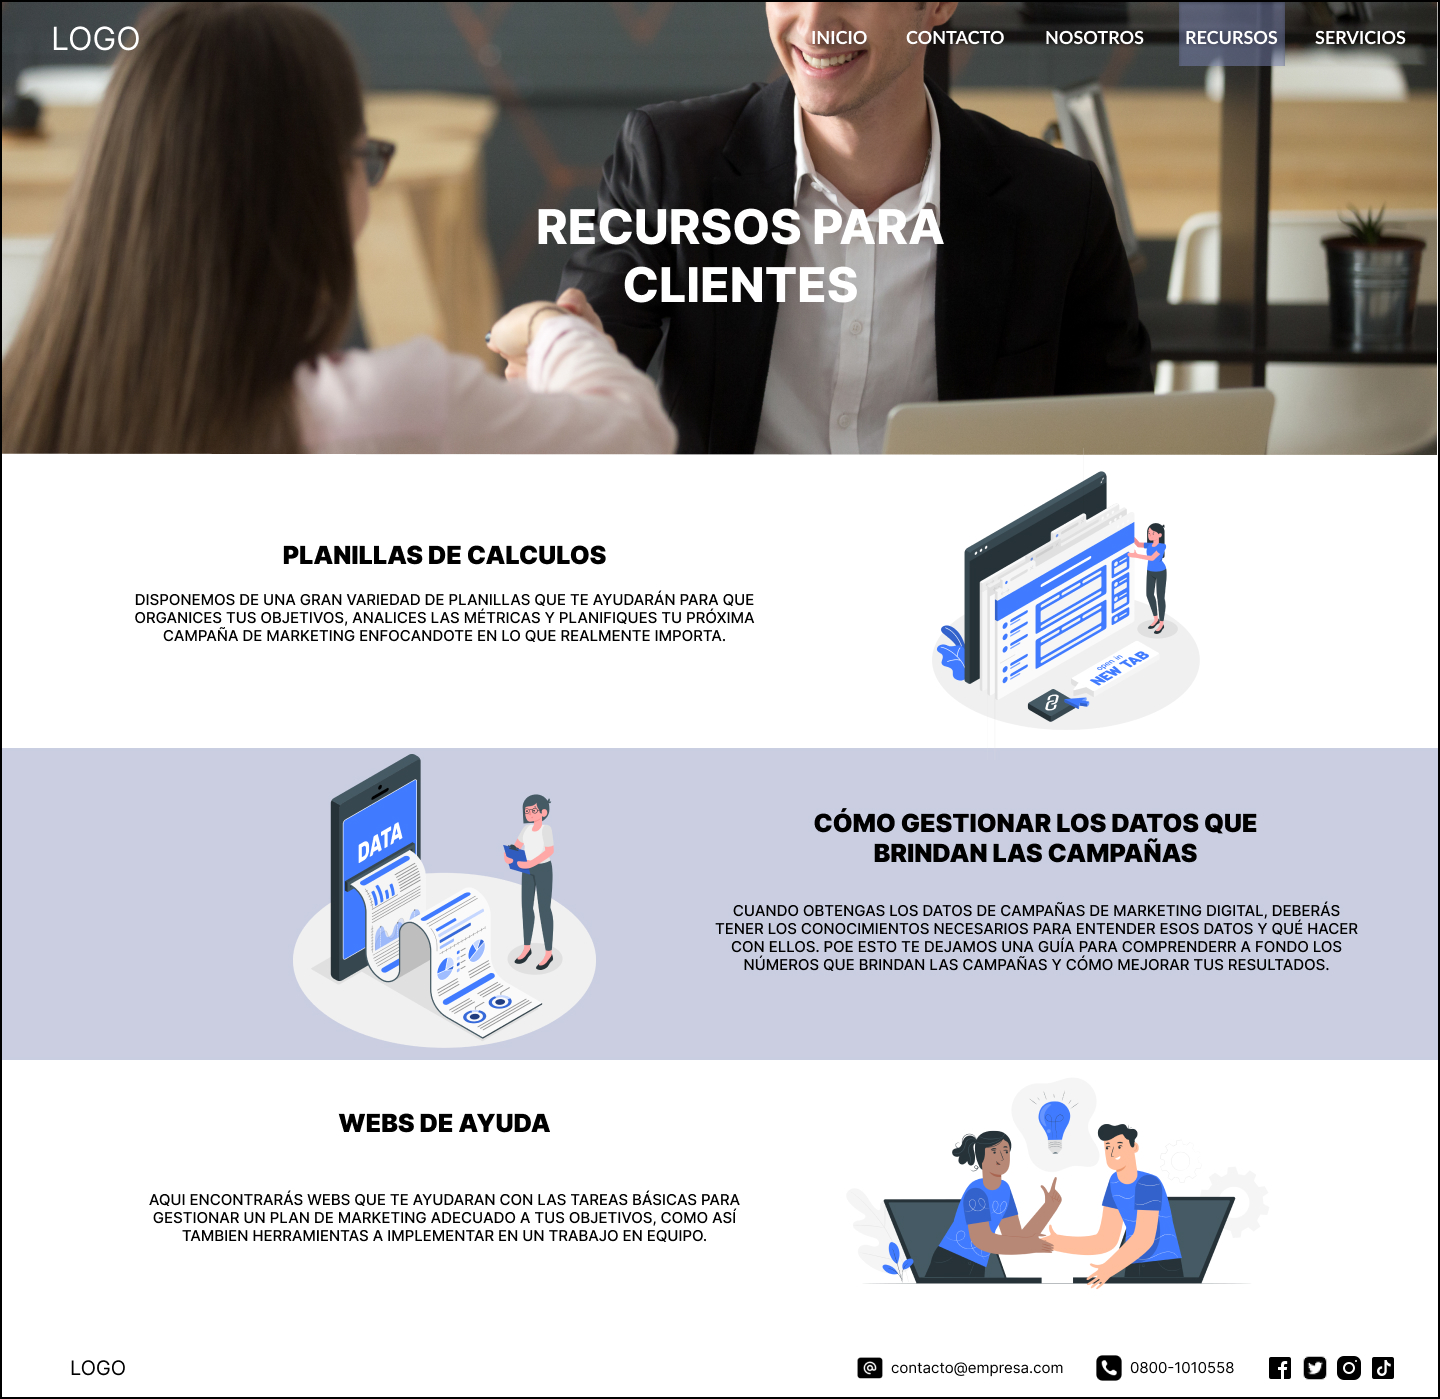 LOGO
INICIO
CONTACTO
NOSOTROS
RECURSOS
SERVICIOS
RECURSOS PARA
CLIENTES
PLANILLAS DE CALCULOS
DISPONEMOS DE UNA GRAN VARIEDAD DE PLANILLAS QUE TE AYUDARÁN PARA QUE
ORGANICES TUS OBJETIVOS, ANALICES LAS MÉTRICAS Y PLANIFIQUES TU PRÓXIMA
CAMPAÑA DE MARKETING ENFOCANDOTE EN LO QUE REALMENTE IMPORTA.
open in
NEW TAB
DATA
CÓMO GESTIONAR LOS DATOS QUE
BRINDAN LAS CAMPAÑAS
CUANDO OBTENGAS LOS DATOS DE CAMPAÑAS DE MARKETING DIGITAL, DEBERÁS
TENER LOS CONOCIMIENTOS NECESARIOS PARA ENTENDER ESOS DATOS Y QUÉ HACER
CON ELLOS. POE ESTO TE DEJAMOS UNA GUÍA PARA COMPRENDERR A FONDO LOS
NÚMEROS QUE BRINDAN LAS CAMPAÑAS Y CÓMO MEJORAR TUS RESULTADOS.
WEBS DE AYUDA
AQUI ENCONTRARÁS WEBS QUE TE AYUDARAN CON LAS TAREAS BÁSICAS PARA
GESTIONAR UN PLAN DE MARKETING ADECUADO A TUS OBJETIVOS, COMO ASÍ
TAMBIEN HERRAMIENTAS A IMPLEMENTAR EN UN TRABAJO EN EQUIPO.
LOGO
contacto@empresa.com
0800-1010558